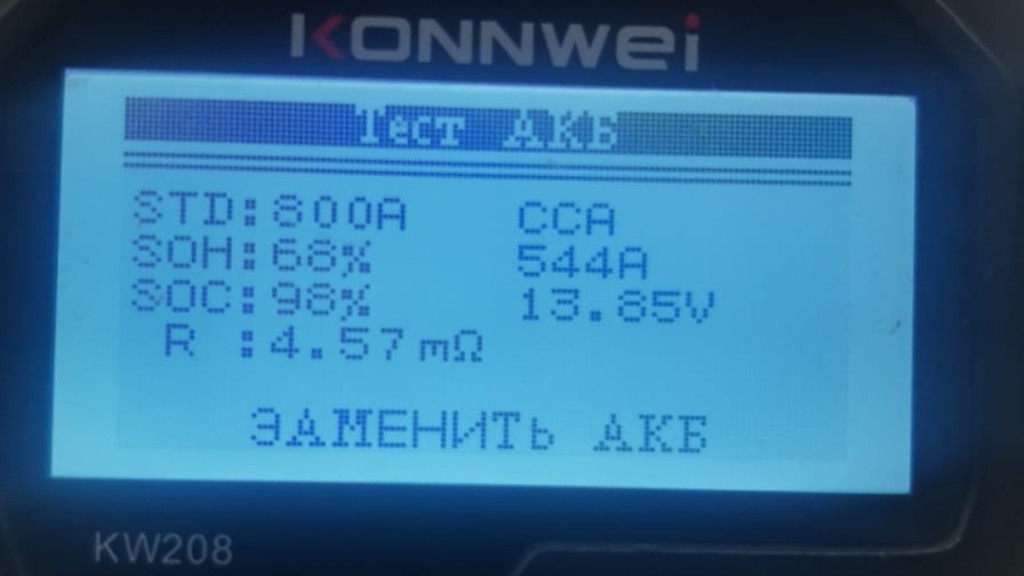 KONNWEI
Тест АКБ
STD:800A CCA
SOH:68% 544A
SOC:98% 13.85V
R :4.57mΩ
ЗАМЕНИТЬ АКБ
KW208